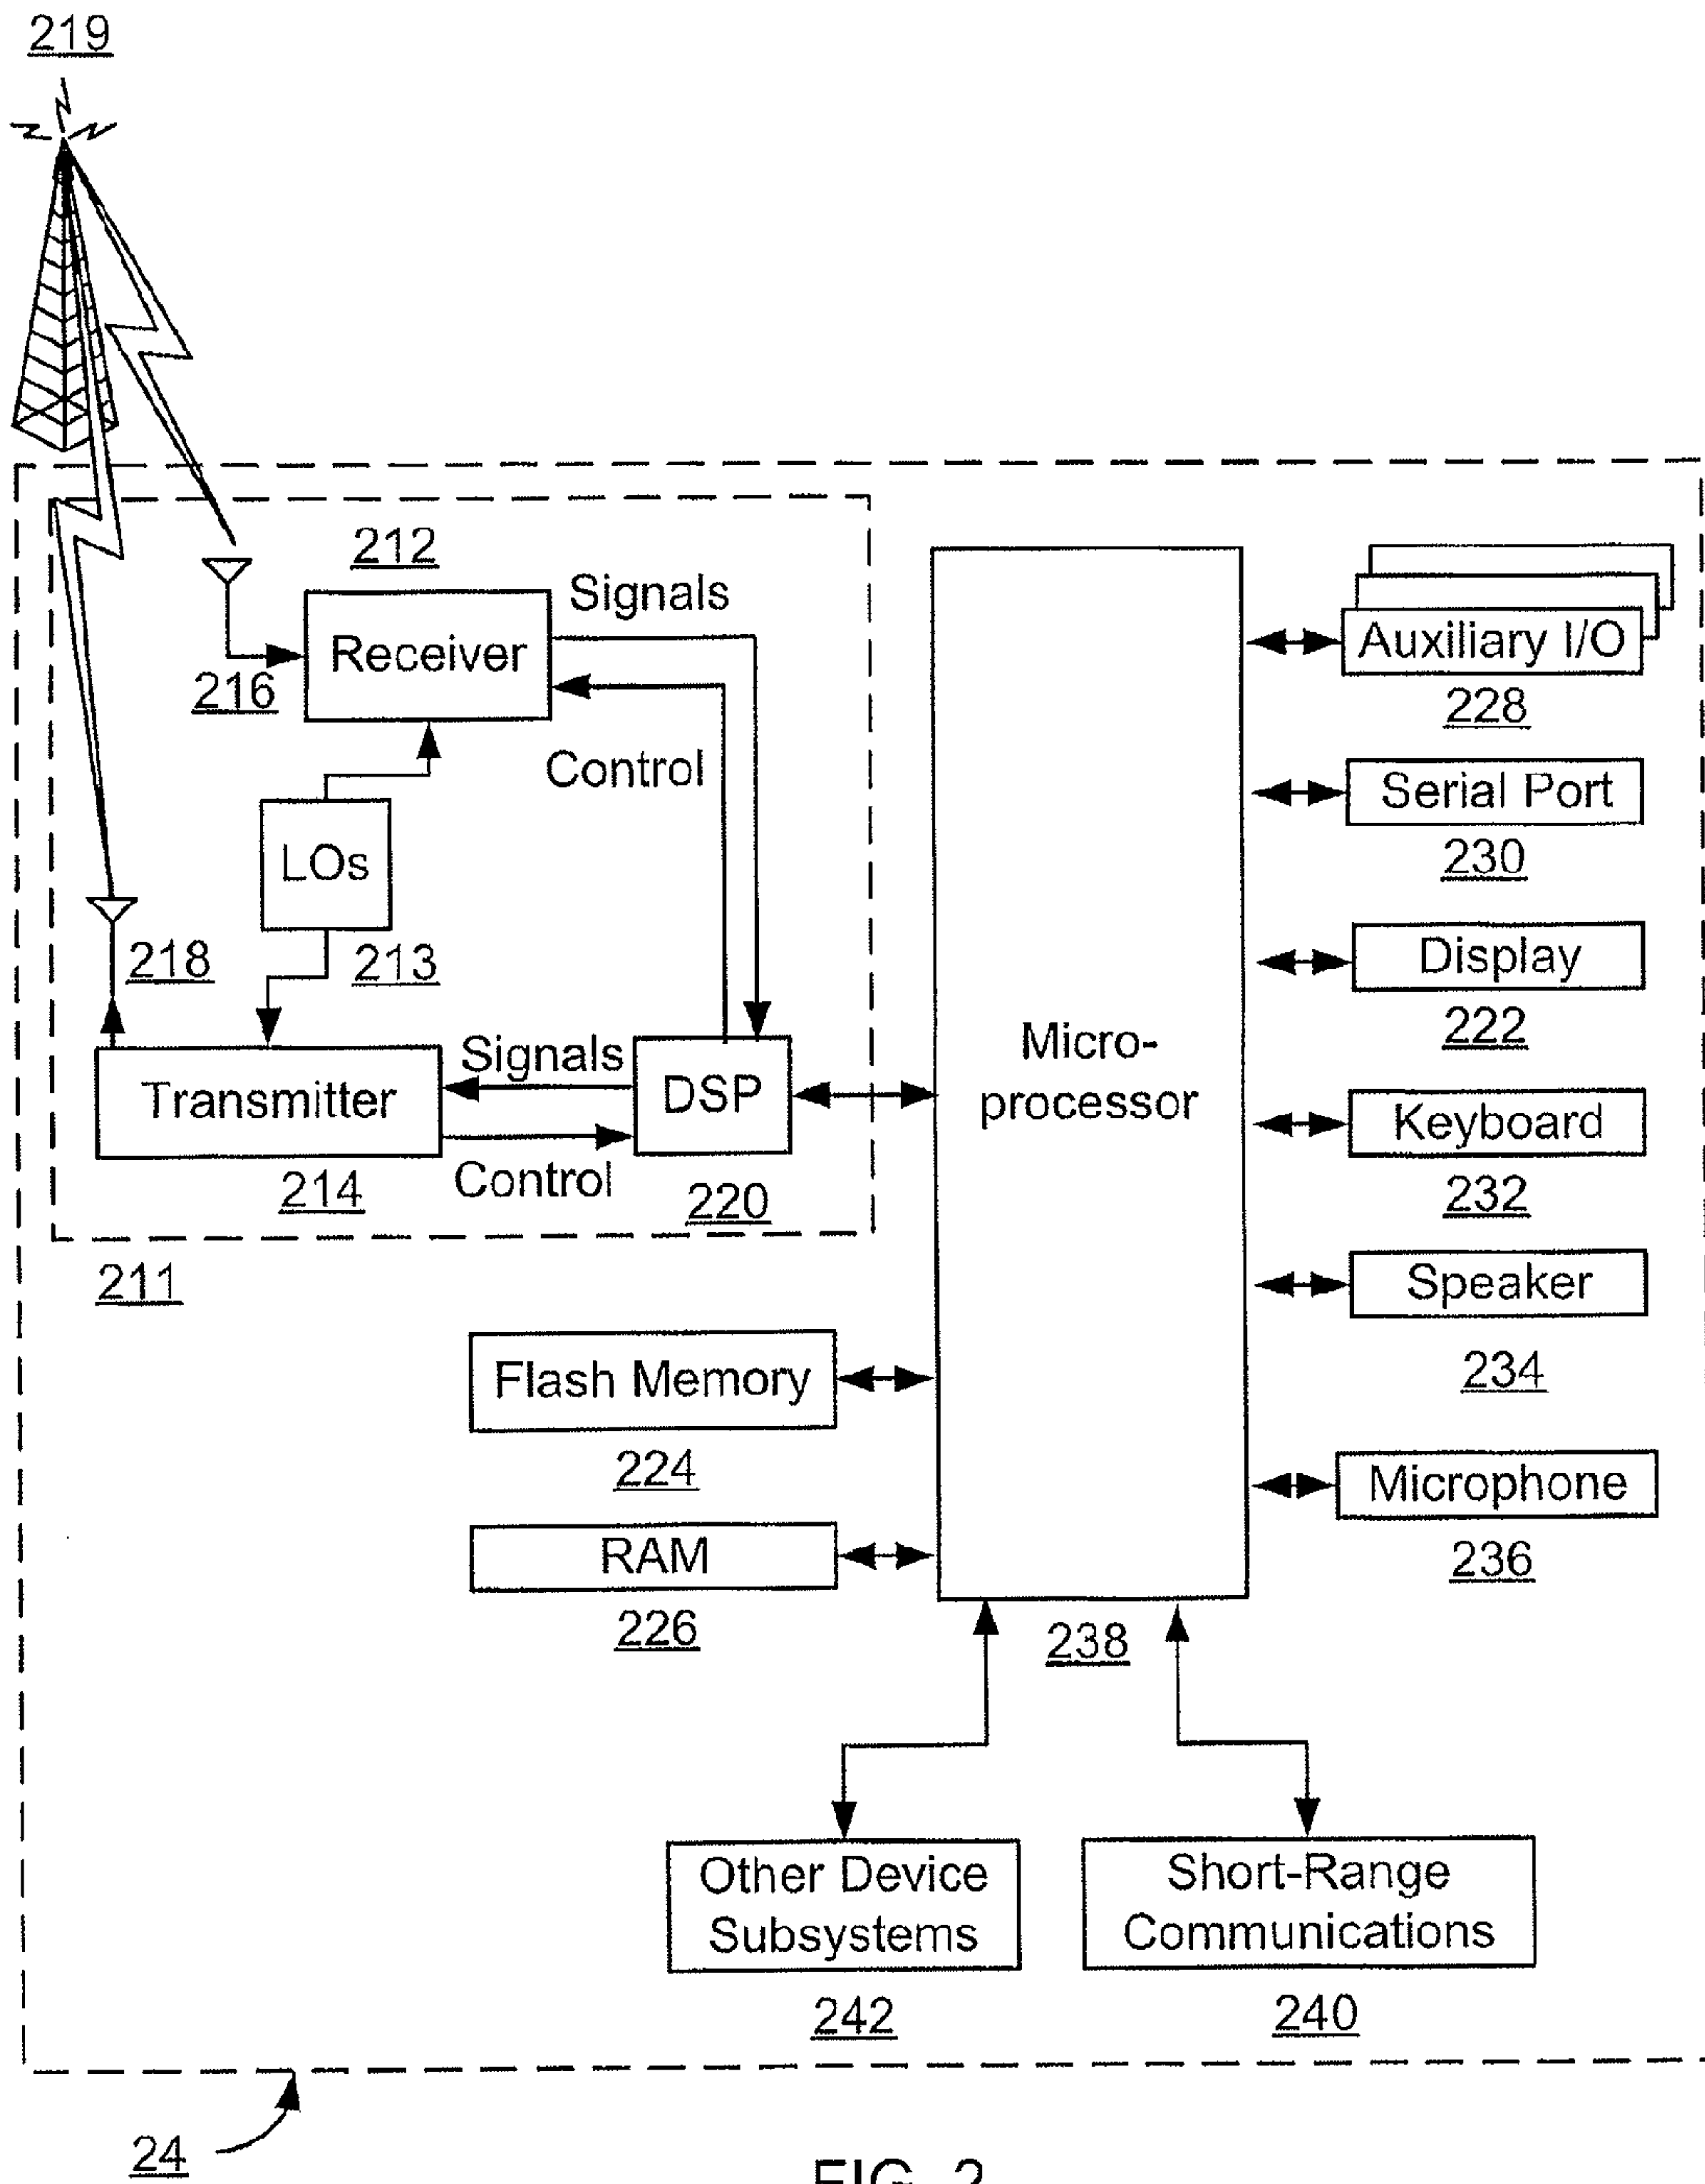 219
212
Signals
Receiver
216
Control
LOs
218
213
Signals
Transmitter
DSP
214
Control
220
211
Micro-
processor
238
Auxiliary I/O
228
Serial Port
230
Display
222
Keyboard
232
Speaker
234
Microphone
236
Flash Memory
224
RAM
226
Other Device
Subsystems
242
Short-Range
Communications
240
24
FIG. 2